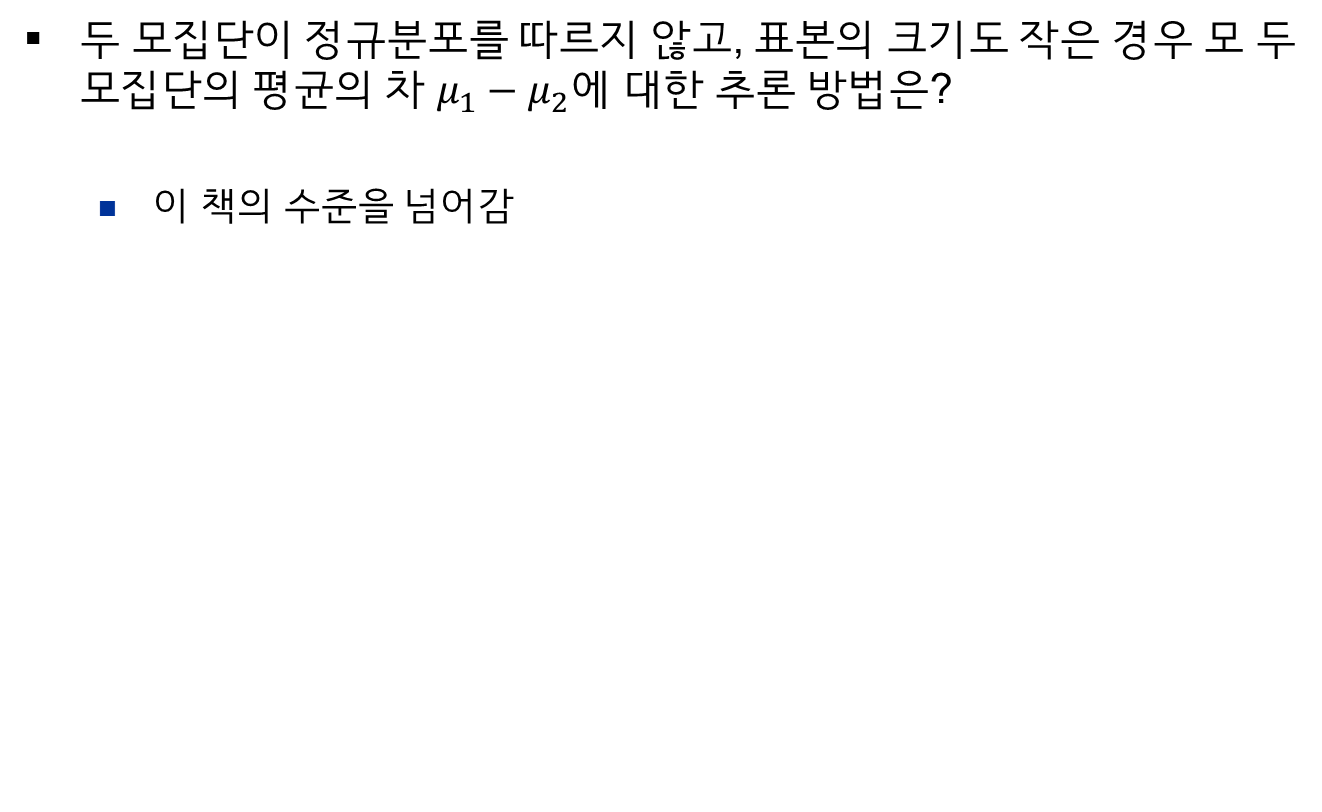 ▪ 두 모집단이 정규분포를 따르지 않고, 표본의 크기도 작은 경우 모 두
모집단의 평균의 차 μ₁ − μ₂에 대한 추론 방법은?
▪ 이 책의 수준을 넘어감